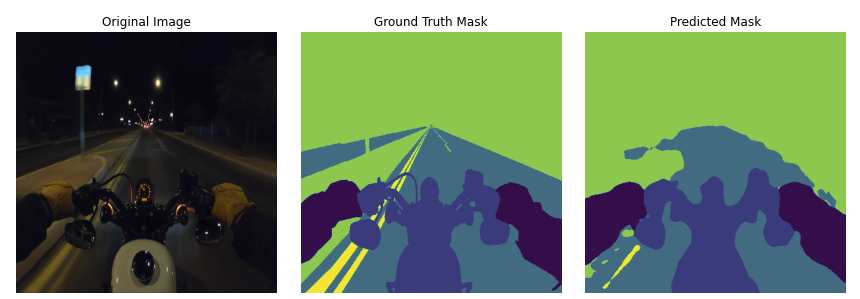 Original Image
Ground Truth Mask
Predicted Mask